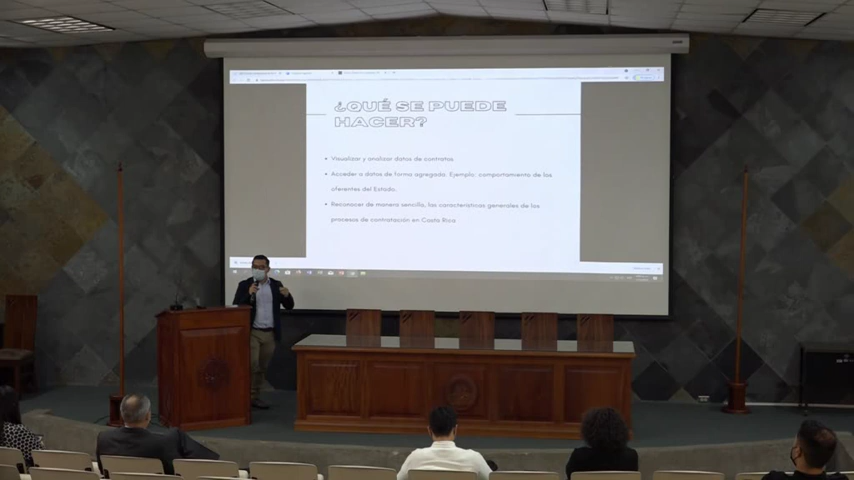 ¿QUÉ SE PUEDE
HACER?
Visualizar y analizar datos de contratos.
Acceder a datos de forma agregada. Ejemplo: comportamiento de los
oferentes del Estado.
Reconocer de manera sencilla, las características generales de los
procesos de contratación en Costa Rica